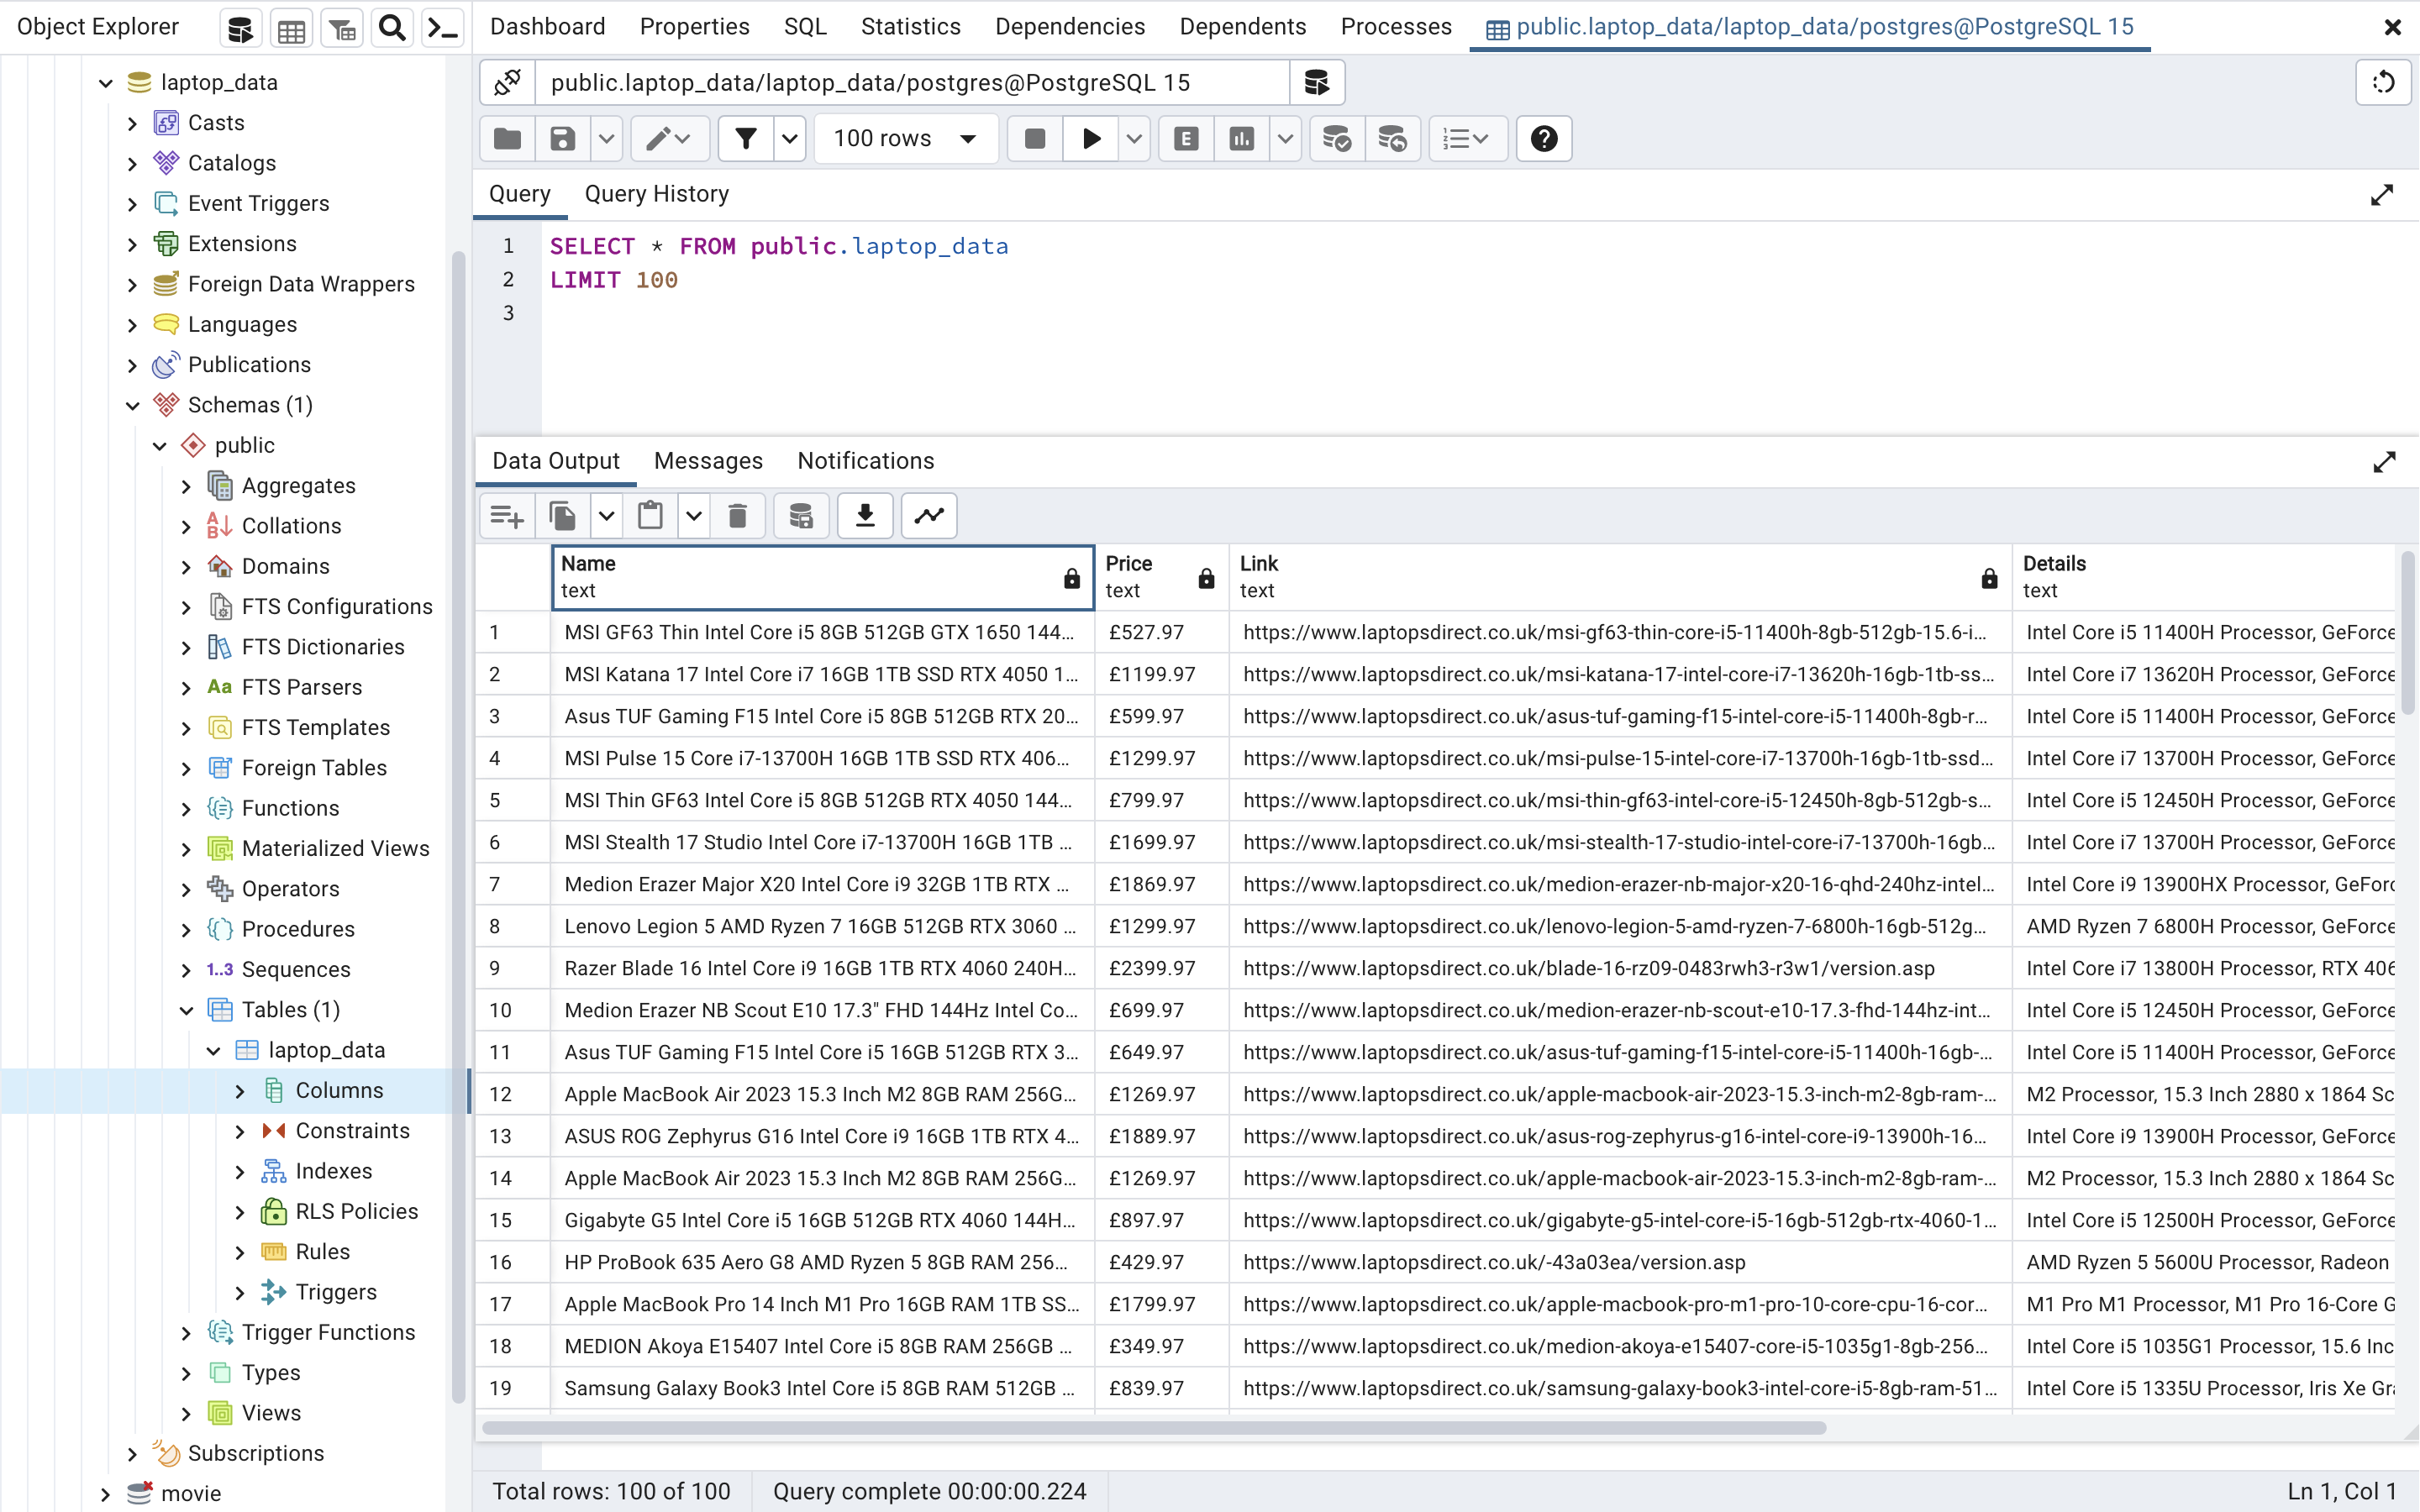 Object Explorer
Dashboard Properties SQL Statistics Dependencies Dependents Processes public.laptop_data/laptop_data/postgres@PostgreSQL 15
laptop_data
Casts
Catalogs
Event Triggers
Extensions
Foreign Data Wrappers
Languages
Publications
Schemas (1)
public
Aggregates
Collations
Domains
FTS Configurations
FTS Dictionaries
Aa FTS Parsers
FTS Templates
Foreign Tables
Functions
Materialized Views
Operators
Procedures
1..3 Sequences
Tables (1)
laptop_data
Columns
Constraints
Indexes
RLS Policies
Rules
Triggers
Trigger Functions
Types
Views
Subscriptions
movie
public.laptop_data/laptop_data/postgres@PostgreSQL 15
100 rows E
Query Query History
1 SELECT * FROM public.laptop_data
2 LIMIT 100
3
Data Output Messages Notifications
Name Price Link Details
text text text text
1 MSI GF63 Thin Intel Core i5 8GB 512GB GTX 1650 144... £527.97 https://www.laptopsdirect.co.uk/msi-gf63-thin-core-i5-11400h-8gb-512gb-15.6-i... Intel Core i5 11400H Processor, GeForce
2 MSI Katana 17 Intel Core i7 16GB 1TB SSD RTX 4050 1... £1199.97 https://www.laptopsdirect.co.uk/msi-katana-17-intel-core-i7-13620h-16gb-1tb-ss... Intel Core i7 13620H Processor, GeForce
3 Asus TUF Gaming F15 Intel Core i5 8GB 512GB RTX 20... £599.97 https://www.laptopsdirect.co.uk/asus-tuf-gaming-f15-intel-core-i5-11400h-8gb-r... Intel Core i5 11400H Processor, GeForce
4 MSI Pulse 15 Core i7-13700H 16GB 1TB SSD RTX 406... £1299.97 https://www.laptopsdirect.co.uk/msi-pulse-15-intel-core-i7-13700h-16gb-1tb-ssd... Intel Core i7 13700H Processor, GeForce
5 MSI Thin GF63 Intel Core i5 8GB 512GB RTX 4050 144... £799.97 https://www.laptopsdirect.co.uk/msi-thin-gf63-intel-core-i5-12450h-8gb-512gb-s... Intel Core i5 12450H Processor, GeForce
6 MSI Stealth 17 Studio Intel Core i7-13700H 16GB 1TB ... £1699.97 https://www.laptopsdirect.co.uk/msi-stealth-17-studio-intel-core-i7-13700h-16gb... Intel Core i7 13700H Processor, GeForce
7 Medion Erazer Major X20 Intel Core i9 32GB 1TB RTX ... £1869.97 https://www.laptopsdirect.co.uk/medion-erazer-nb-major-x20-16-qhd-240hz-intel... Intel Core i9 13900HX Processor, GeForc
8 Lenovo Legion 5 AMD Ryzen 7 16GB 512GB RTX 3060 ... £1299.97 https://www.laptopsdirect.co.uk/lenovo-legion-5-amd-ryzen-7-6800h-16gb-512g... AMD Ryzen 7 6800H Processor, GeForce
9 Razer Blade 16 Intel Core i9 16GB 1TB RTX 4060 240H... £2399.97 https://www.laptopsdirect.co.uk/blade-16-rz09-0483rwh3-r3w1/version.asp Intel Core i7 13800H Processor, RTX 406
10 Medion Erazer NB Scout E10 17.3" FHD 144Hz Intel Co... £699.97 https://www.laptopsdirect.co.uk/medion-erazer-nb-scout-e10-17.3-fhd-144hz-int... Intel Core i5 12450H Processor, GeForce
11 Asus TUF Gaming F15 Intel Core i5 16GB 512GB RTX 3... £649.97 https://www.laptopsdirect.co.uk/asus-tuf-gaming-f15-intel-core-i5-11400h-16gb-... Intel Core i5 11400H Processor, GeForce
12 Apple MacBook Air 2023 15.3 Inch M2 8GB RAM 256G... £1269.97 https://www.laptopsdirect.co.uk/apple-macbook-air-2023-15.3-inch-m2-8gb-ram-... M2 Processor, 15.3 Inch 2880 x 1864 Sc
13 ASUS ROG Zephyrus G16 Intel Core i9 16GB 1TB RTX 4... £1889.97 https://www.laptopsdirect.co.uk/asus-rog-zephyrus-g16-intel-core-i9-13900h-16... Intel Core i9 13900H Processor, GeForce
14 Apple MacBook Air 2023 15.3 Inch M2 8GB RAM 256G... £1269.97 https://www.laptopsdirect.co.uk/apple-macbook-air-2023-15.3-inch-m2-8gb-ram-... M2 Processor, 15.3 Inch 2880 x 1864 Sc
15 Gigabyte G5 Intel Core i5 16GB 512GB RTX 4060 144H... £897.97 https://www.laptopsdirect.co.uk/gigabyte-g5-intel-core-i5-16gb-512gb-rtx-4060-1... Intel Core i5 12500H Processor, GeForce
16 HP ProBook 635 Aero G8 AMD Ryzen 5 8GB RAM 256... £429.97 https://www.laptopsdirect.co.uk/-43a03ea/version.asp AMD Ryzen 5 5600U Processor, Radeon
17 Apple MacBook Pro 14 Inch M1 Pro 16GB RAM 1TB SS... £1799.97 https://www.laptopsdirect.co.uk/apple-macbook-pro-m1-pro-10-core-cpu-16-cor... M1 Pro M1 Processor, M1 Pro 16-Core G
18 MEDION Akoya E15407 Intel Core i5 8GB RAM 256GB ... £349.97 https://www.laptopsdirect.co.uk/medion-akoya-e15407-core-i5-1035g1-8gb-256... Intel Core i5 1035G1 Processor, 15.6 Inc
19 Samsung Galaxy Book3 Intel Core i5 8GB RAM 512GB ... £839.97 https://www.laptopsdirect.co.uk/samsung-galaxy-book3-intel-core-i5-8gb-ram-51... Intel Core i5 1335U Processor, Iris Xe Gra
Total rows: 100 of 100 Query complete 00:00:00.224 Ln 1, Col 1